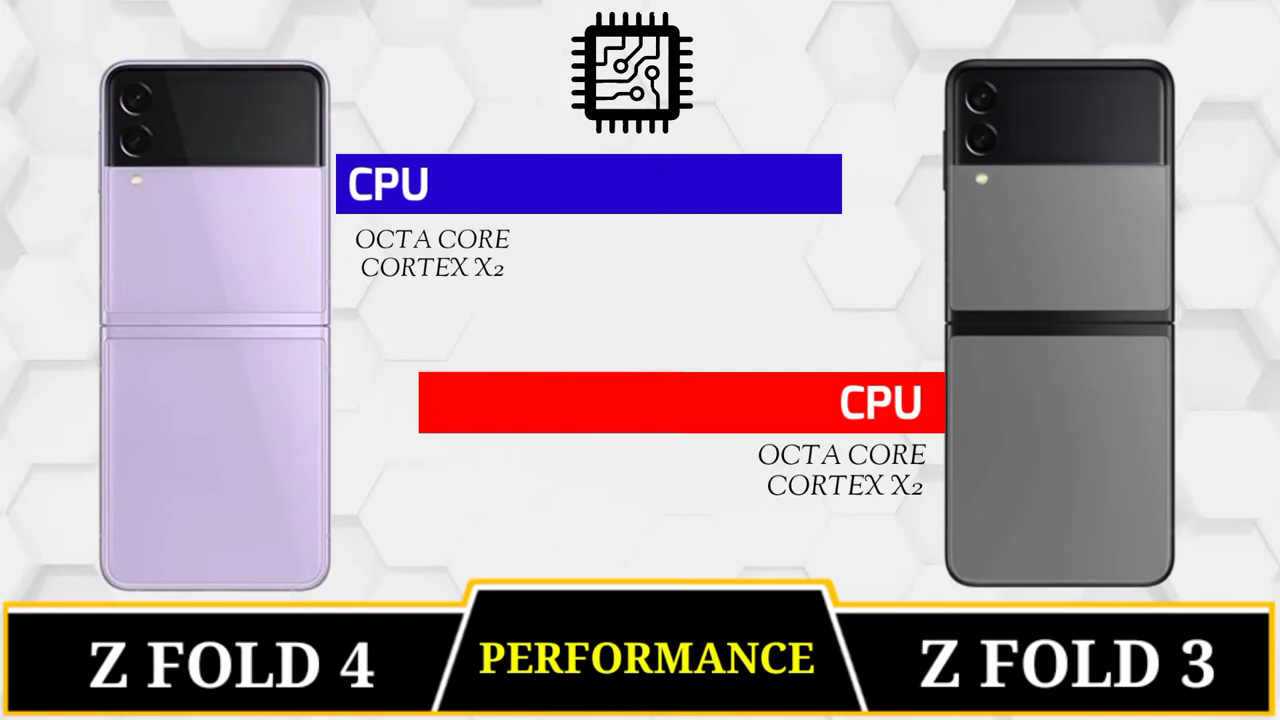 CPU
OCTA CORE
CORTEX X2
CPU
OCTA CORE
CORTEX X2
Z FOLD 4
PERFORMANCE
Z FOLD 3